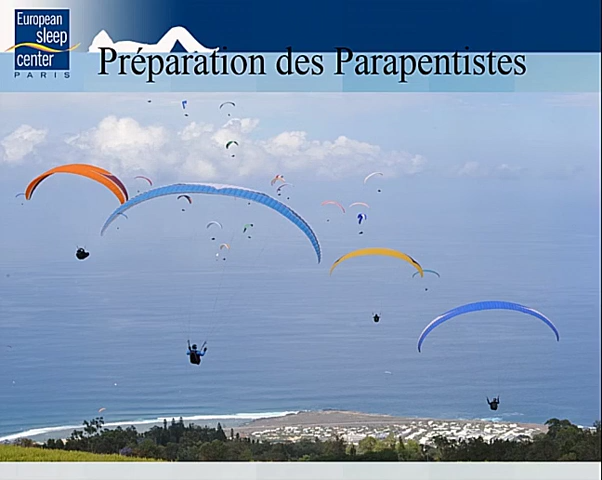 European
sleep
center
PARIS
Préparation des Parapentistes